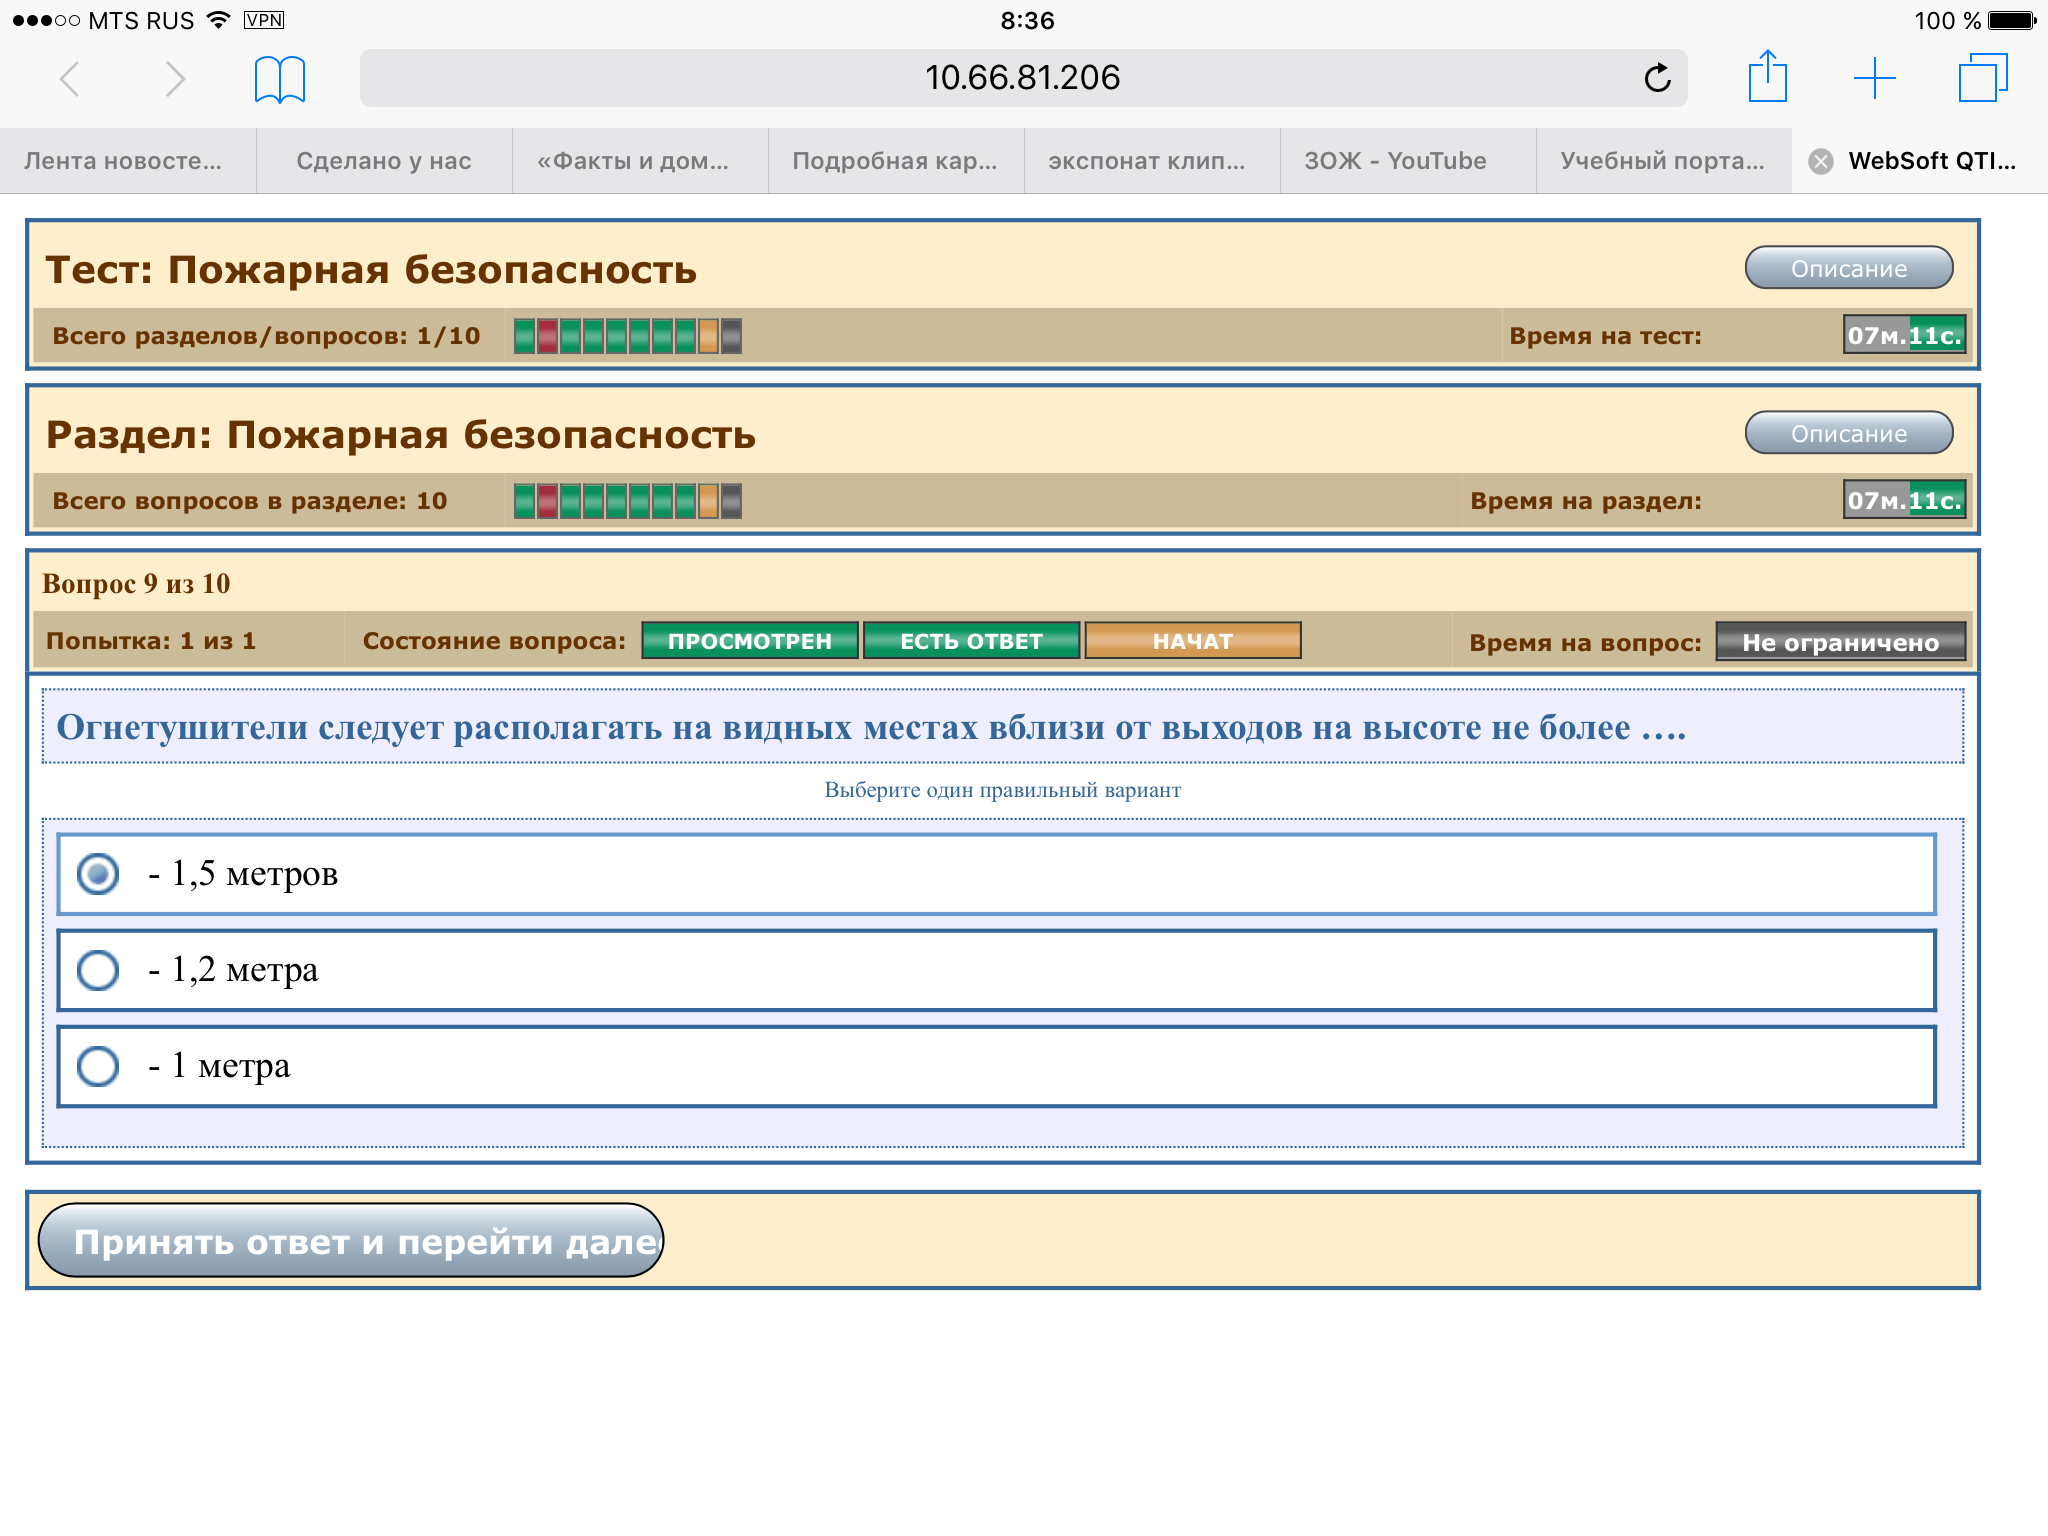 MTS RUS VPN 8:36 100 %
10.66.81.206
Лента новосте... Сделано у нас «Факты и дом... Подробная кар... экспонат клип... ЗОЖ - YouTube Учебный порта... WebSoft QTI...
Тест: Пожарная безопасность Описание
Всего разделов/вопросов: 1/10 Время на тест: 07м.11с.
Раздел: Пожарная безопасность Описание
Всего вопросов в разделе: 10 Время на раздел: 07м.11с.
Вопрос 9 из 10
Попытка: 1 из 1 Состояние вопроса: ПРОСМОТРЕН ЕСТЬ ОТВЕТ НАЧАТ Время на вопрос: Не ограничено
Огнетушители следует располагать на видных местах вблизи от выходов на высоте не более ….
Выберите один правильный вариант
- 1,5 метров
- 1,2 метра
- 1 метра
Принять ответ и перейти дале